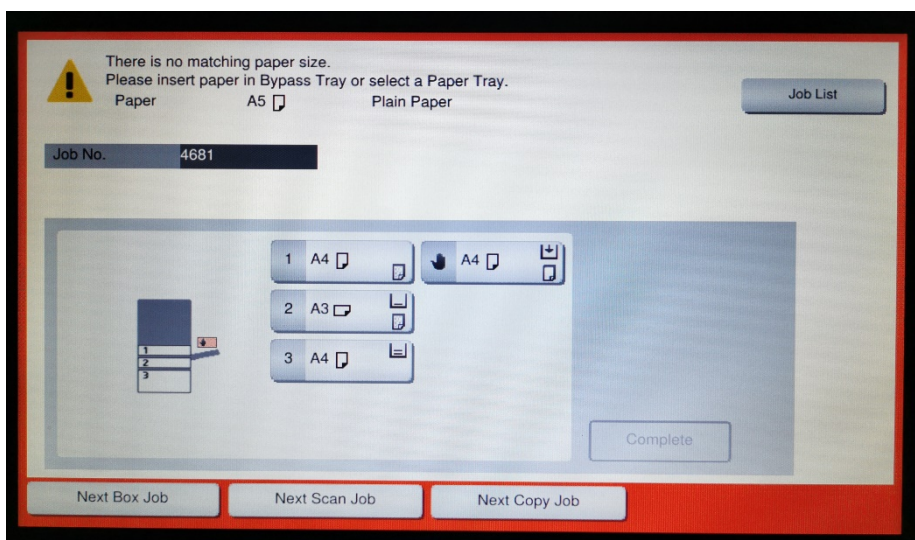 There is no matching paper size.
Please insert paper in Bypass Tray or select a Paper Tray.
Paper A5 Plain Paper
Job List
Job No. 4681
1 A4
A4
2 A3
3 A4
1
2
3
Complete
Next Box Job
Next Scan Job
Next Copy Job